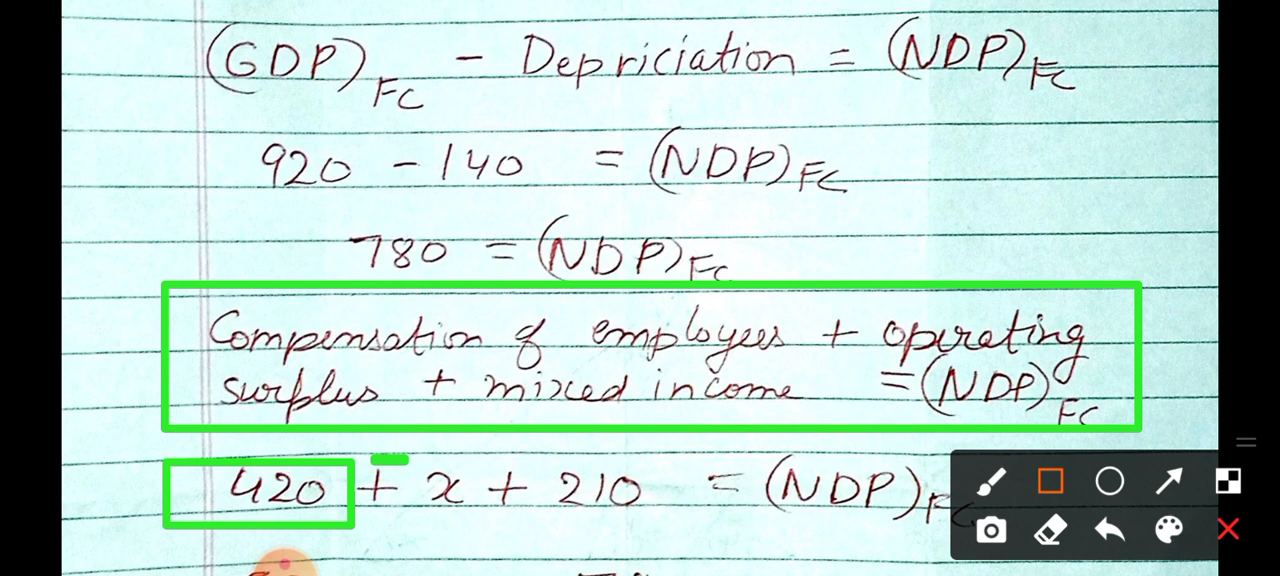 (GDP)FC - Depriciation = (NDP)FC
920 - 140 = (NDP)FC
780 = (NDP)FC
Compensation of employees + operating
surplus + mixed income = (NDP)FC
420 + x + 210 = (NDP)FC